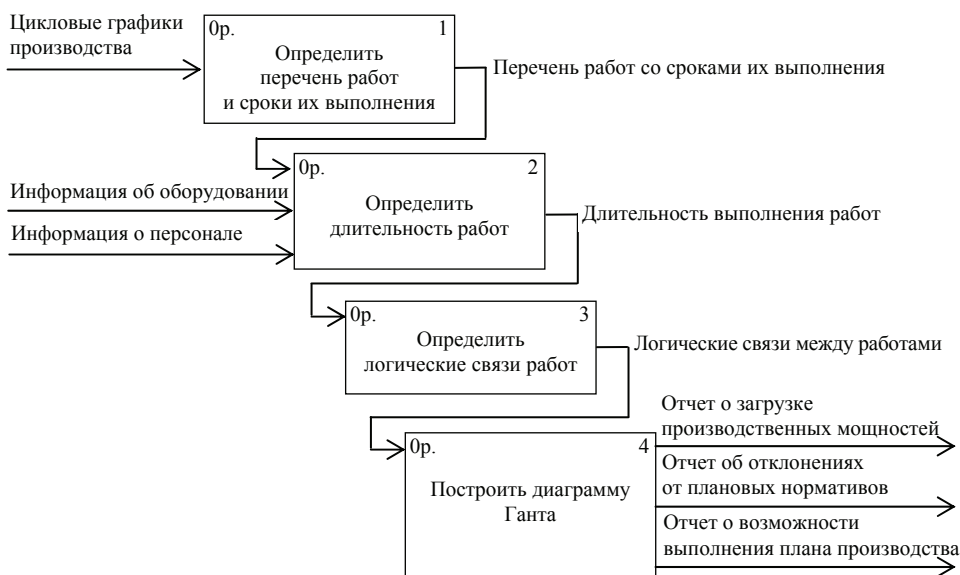 Цикловые графики
производства
0р. 1
Определить
перечень работ
и сроки их выполнения
Перечень работ со сроками их выполнения
Информация об оборудовании
Информация о персонале
0р. 2
Определить
длительность работ
Длительность выполнения работ
0р. 3
Определить
логические связи работ
Логические связи между работами
0р. 4
Построить диаграмму
Ганта
Отчет о загрузке
производственных мощностей
Отчет об отклонениях
от плановых нормативов
Отчет о возможности
выполнения плана производства